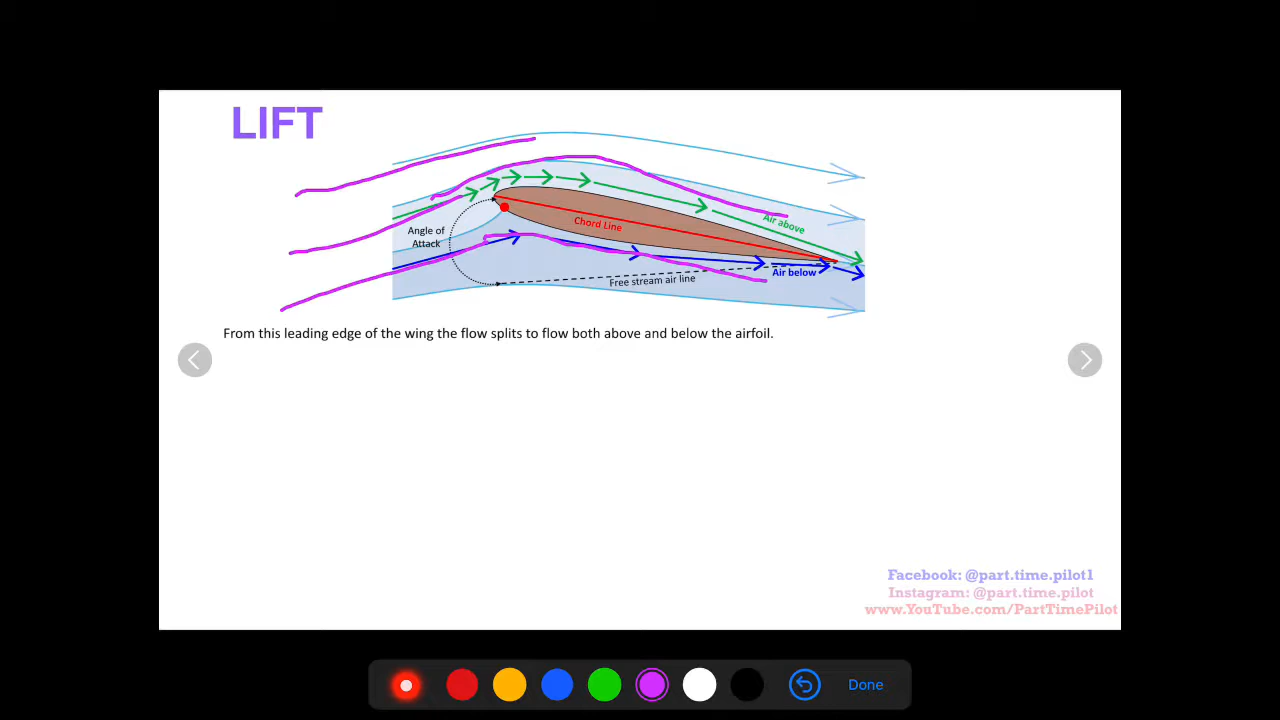 LIFT
Chord Line
Air above
Angle of
Attack
Air below
Free stream air line
From this leading edge of the wing the flow splits to flow both above and below the airfoil.
Facebook: @part.time.pilot1
Instagram: @part.time.pilot
www.YouTube.com/PartTimePilot
Done